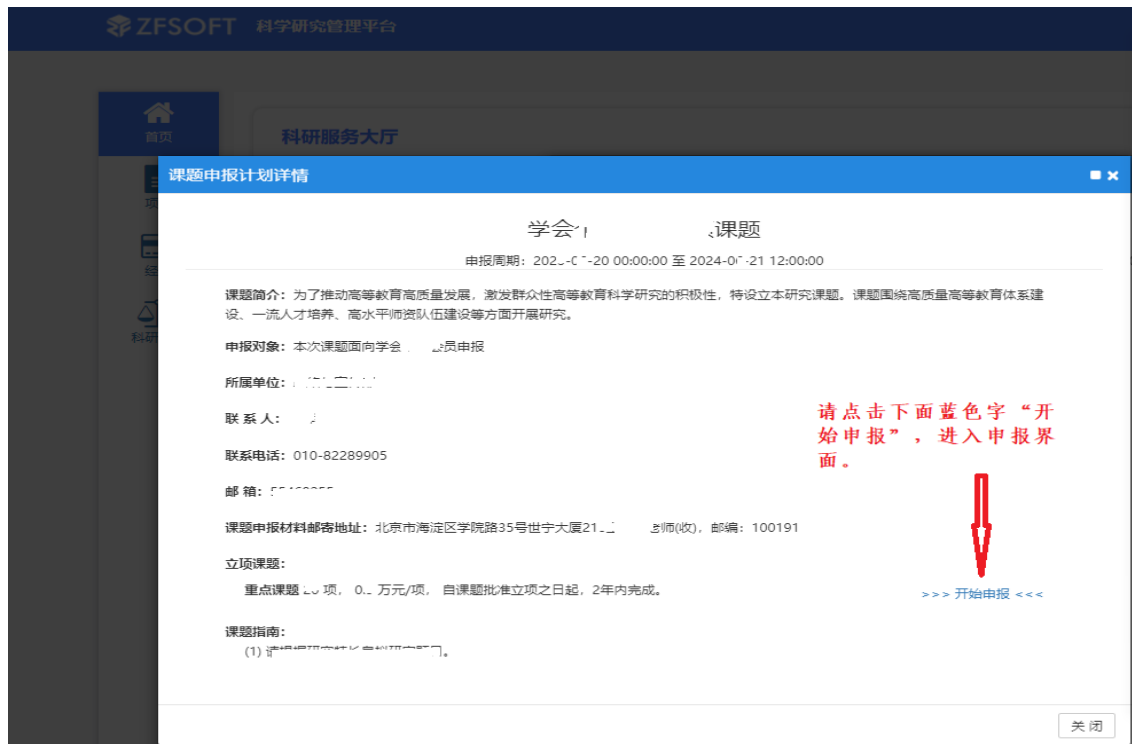 ZFSOFT 科学研究管理平台
首页
科研服务大厅
课题申报计划详情
学会 课题
申报周期: -20 00:00:00 至 2024-0 -21 12:00:00
课题简介：为了推动高等教育高质量发展，激发群众性高等教育科学研究的积极性，特设立本研究课题。课题围绕高质量高等教育体系建
设、一流人才培养、高水平师资队伍建设等方面开展研究。
申报对象：本次课题面向学会 员申报
所属单位：
联 系 人：
联系电话：010-82289905
邮 箱：
课题申报材料邮寄地址：北京市海淀区学院路35号世宁大厦21 老师(收)，邮编：100191
立项课题：
重点课题 项， 0. 万元/项， 自课题批准立项之日起，2年内完成。
课题指南：
(1)
请点击下面蓝色字“开
始申报”，进入申报界
面。
>>> 开始申报 <<<
项
经
科研
关 闭